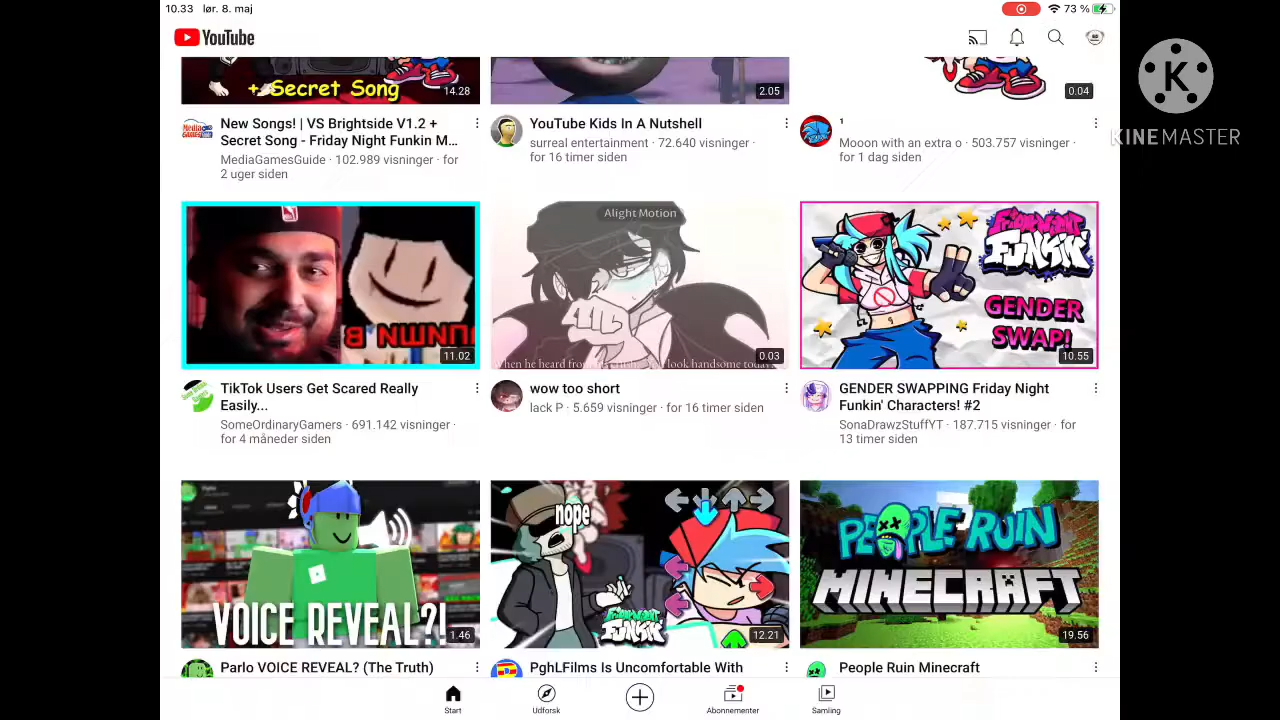 10.33 lør. 8. maj
73 %
YouTube
K
KINEMASTER
+ Secret Song
14.28
2.05
0.04
New Songs! | VS Brightside V1.2 +
Secret Song - Friday Night Funkin M...
MediaGamesGuide · 102.989 visninger · for
2 uger siden
YouTube Kids In A Nutshell
surreal entertainment · 72.640 visninger ·
for 16 timer siden
Mooon with an extra o · 503.757 visninger ·
for 1 dag siden
11.02
Alight Motion
look handsome today
0.03
FRIDAY NIGHT
FUNKIN'
GENDER
SWAP!
10.55
TikTok Users Get Scared Really
Easily...
SomeOrdinaryGamers · 691.142 visninger ·
for 4 måneder siden
wow too short
lack P · 5.659 visninger · for 16 timer siden
GENDER SWAPPING Friday Night
Funkin' Characters! #2
SonaDrawzStuffYT · 187.715 visninger · for
13 timer siden
VOICE REVEAL?!
1.46
nope
FRIDAY NIGHT
FUNKIN'
12.21
PEOPLE RUIN
MINECRAFT
19.56
Parlo VOICE REVEAL? (The Truth)
PghLFilms Is Uncomfortable With
People Ruin Minecraft
Start
Udforsk
Abonnementer
Samling